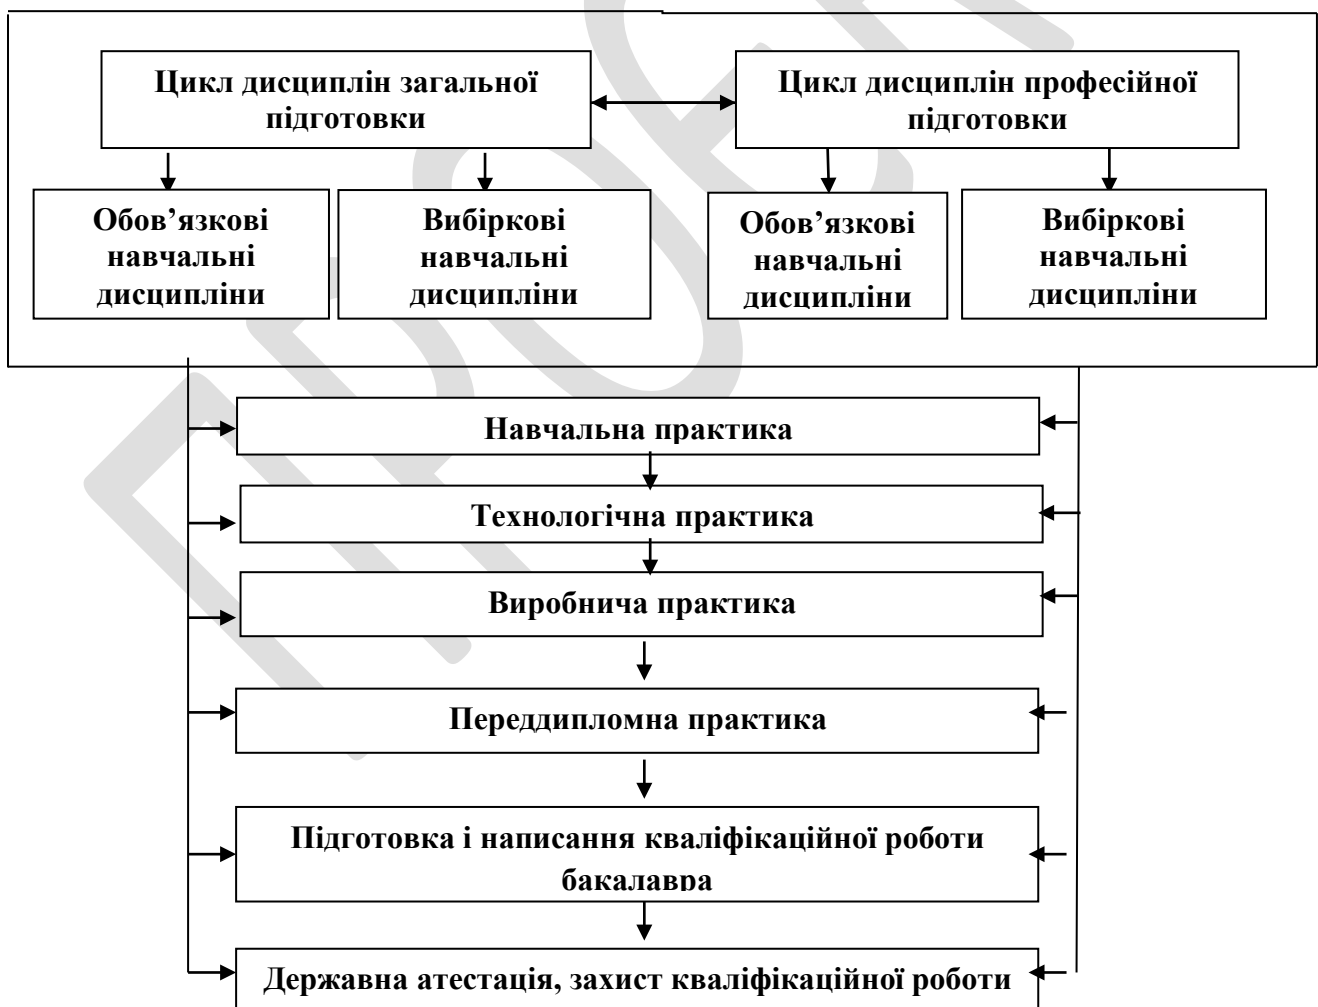 Цикл дисциплін загальної
підготовки
Цикл дисциплін професійної
підготовки
Обов’язкові
навчальні
дисципліни
Вибіркові
навчальні
дисципліни
Обов’язкові
навчальні
дисципліни
Вибіркові
навчальні
дисципліни
Навчальна практика
Технологічна практика
Виробнича практика
Переддипломна практика
Підготовка і написання кваліфікаційної роботи
бакалавра
Державна атестація, захист кваліфікаційної роботи